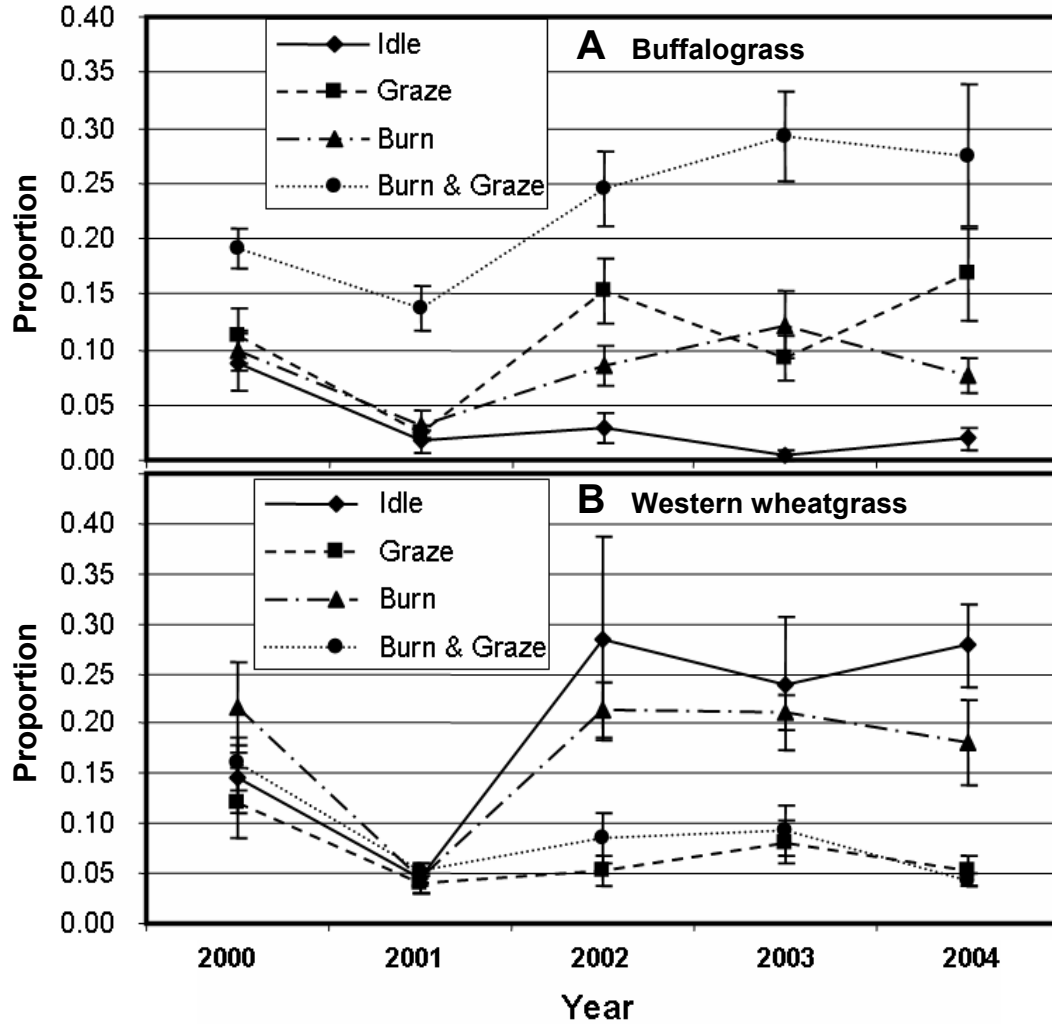 0.40
0.35
0.30
0.25
0.20
0.15
0.10
0.05
0.00
Proportion
Idle
Graze
Burn
Burn & Graze
A Buffalograss
0.40
0.35
0.30
0.25
0.20
0.15
0.10
0.05
0.00
Proportion
Idle
Graze
Burn
Burn & Graze
B Western wheatgrass
2000 2001 2002 2003 2004
Year